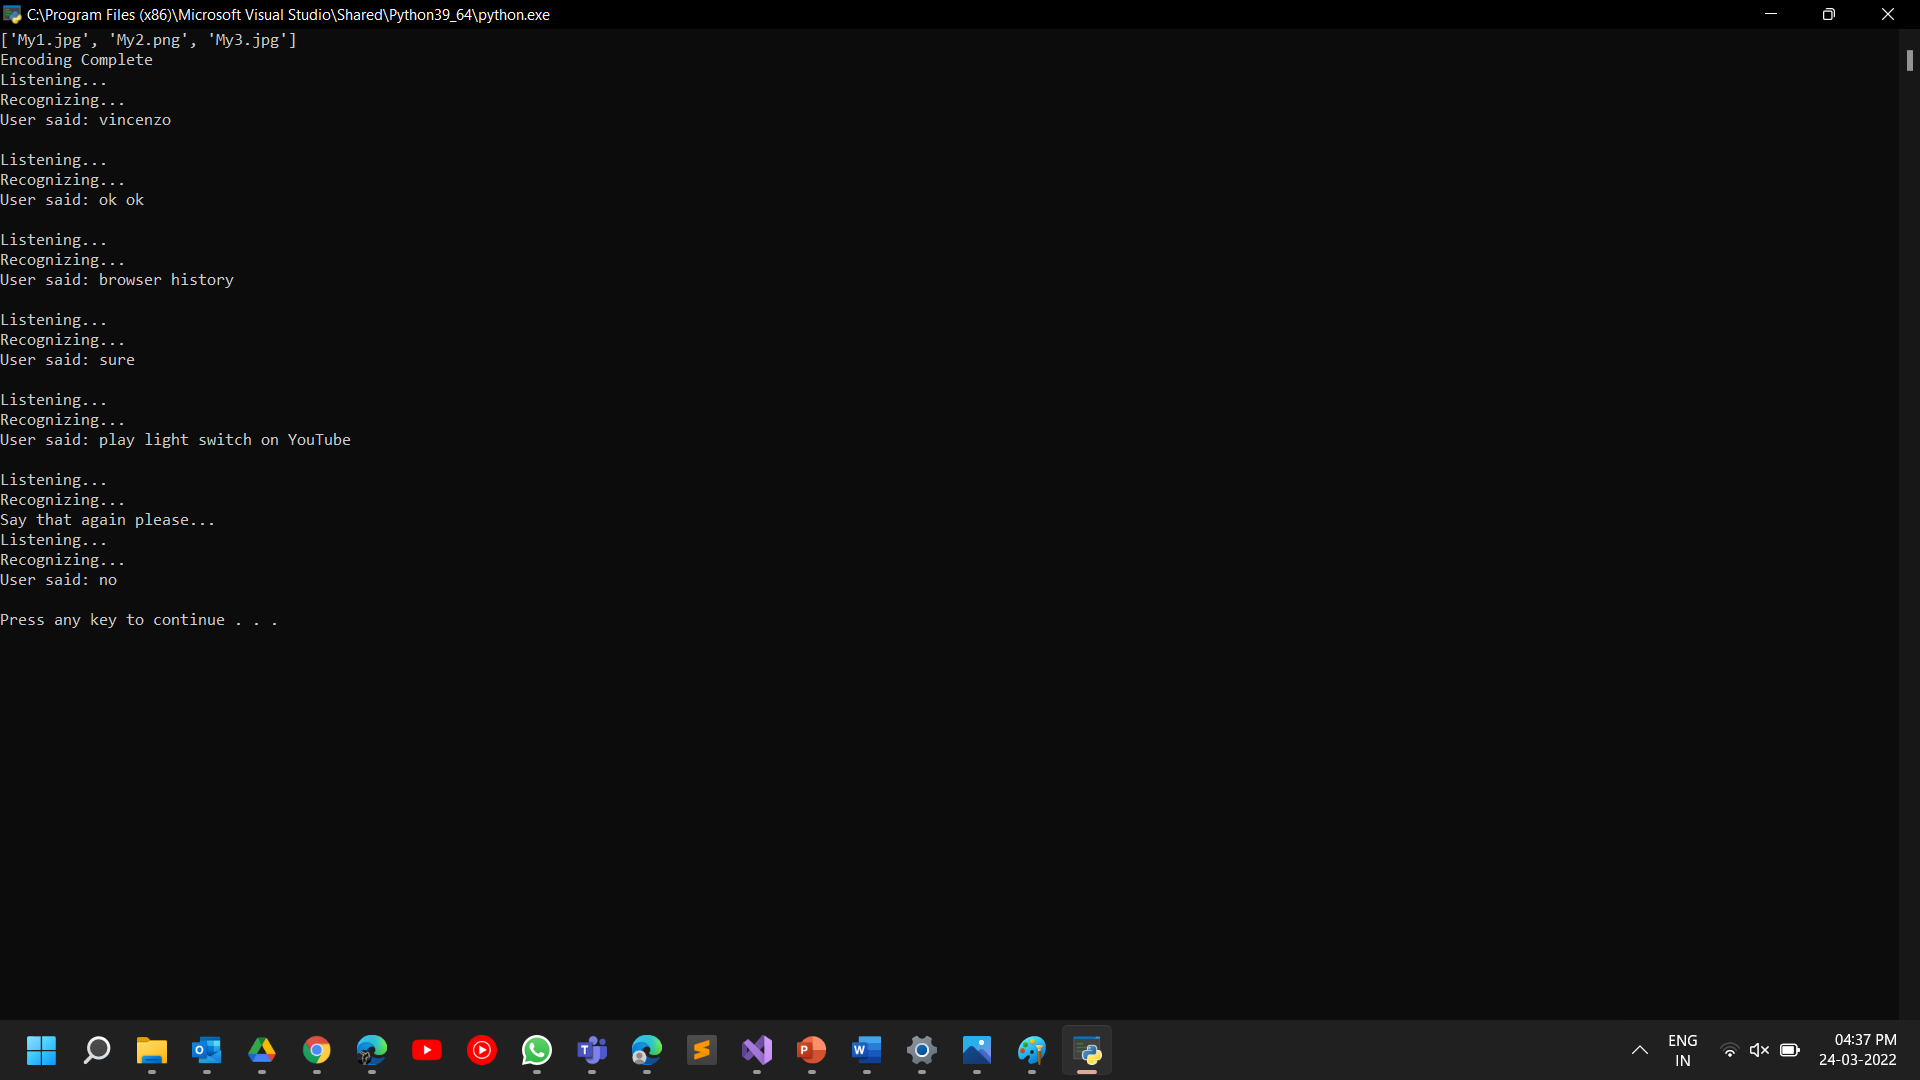 C:\Program Files (x86)\Microsoft Visual Studio\Shared\Python39_64\python.exe
['My1.jpg', 'My2.png', 'My3.jpg']
Encoding Complete
Listening...
Recognizing...
User said: vincenzo
Listening...
Recognizing...
User said: ok ok
Listening...
Recognizing...
User said: browser history
Listening...
Recognizing...
User said: sure
Listening...
Recognizing...
User said: play light switch on YouTube
Listening...
Recognizing...
Say that again please...
Listening...
Recognizing...
User said: no
Press any key to continue . . .
ENG
IN
04:37 PM
24-03-2022